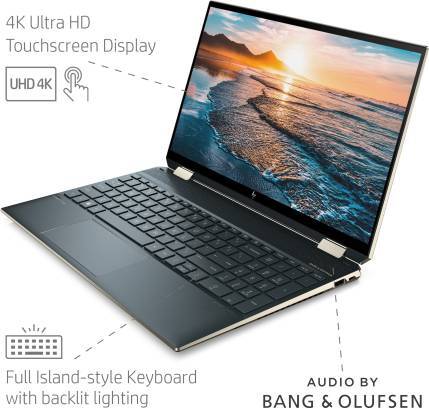 4K Ultra HD
Touchscreen Display
UHD 4K
Full Island-style Keyboard
with backlit lighting
AUDIO BY
BANG & OLUFSEN